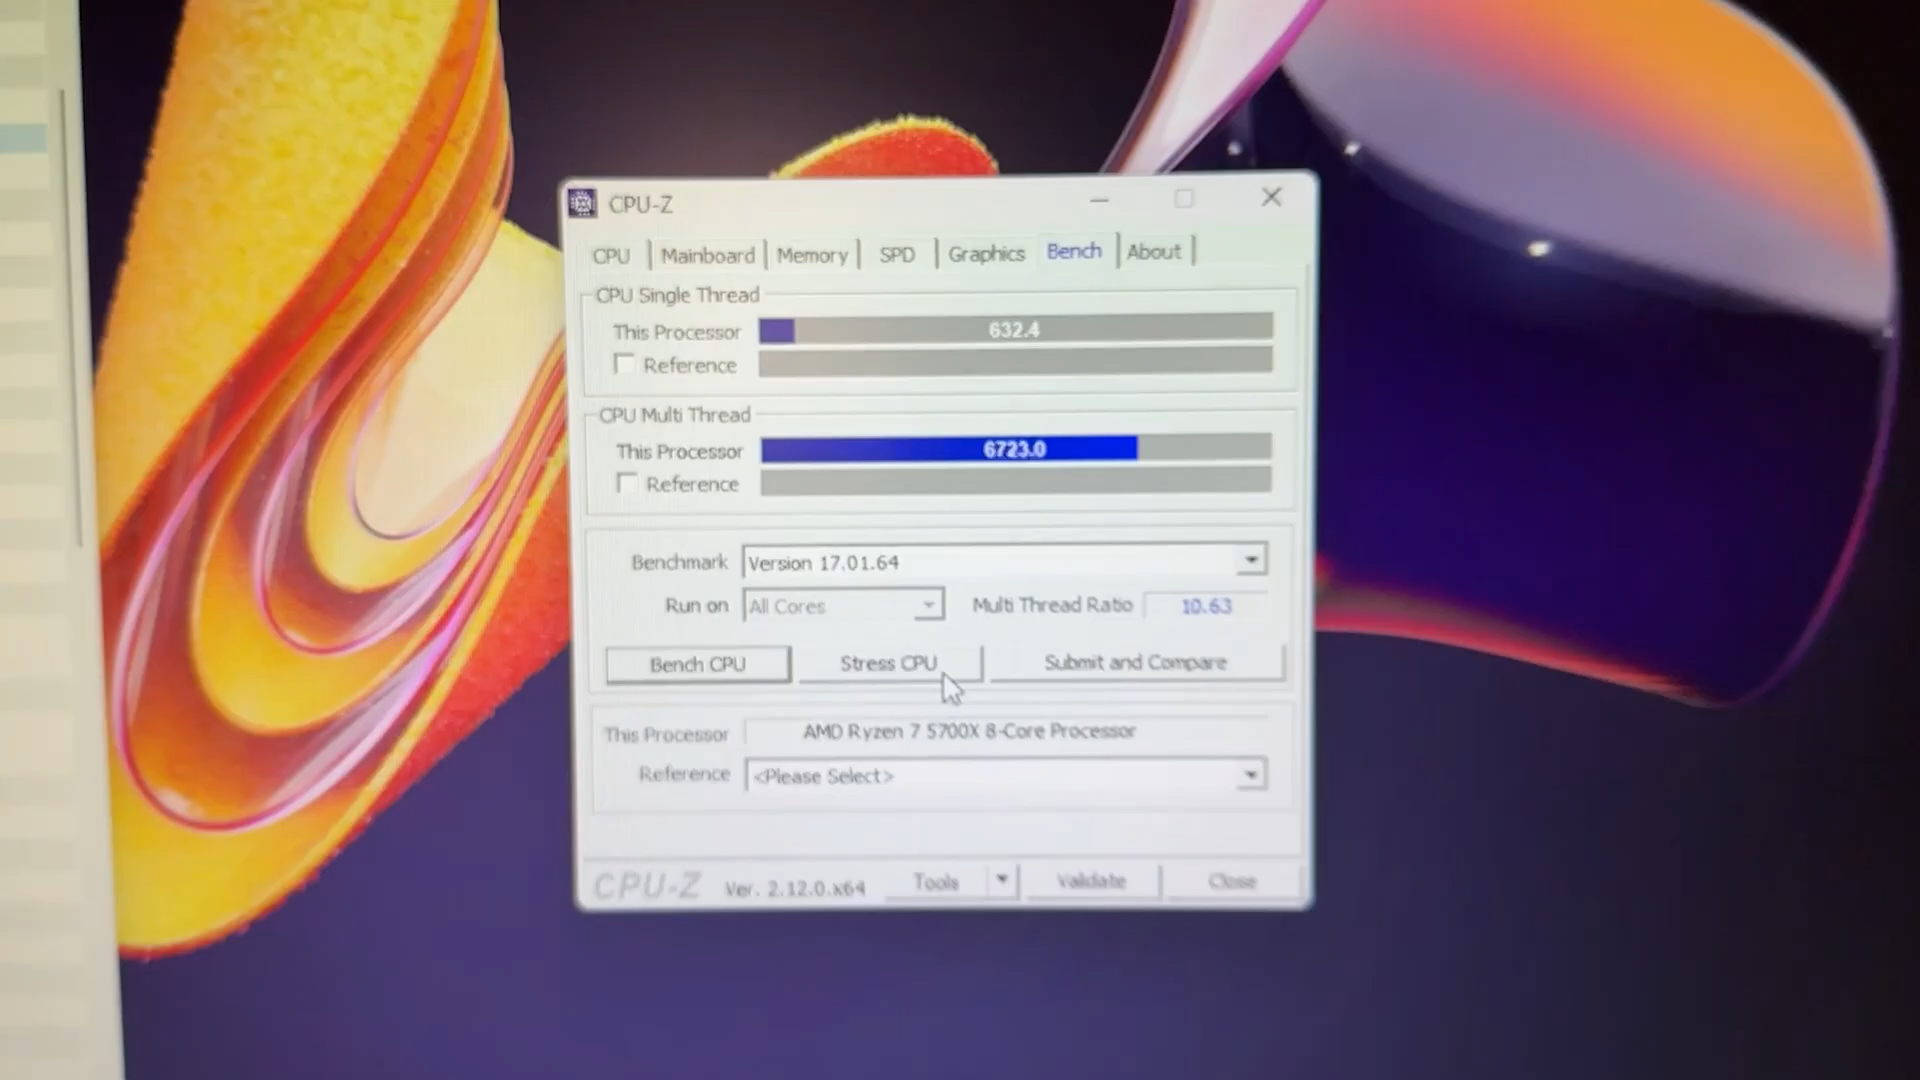 CPU-Z
CPU Mainboard Memory SPD Graphics Bench About
CPU Single Thread
This Processor 632.4
Reference
CPU Multi Thread
This Processor 6723.0
Reference
Benchmark Version 17.01.64
Run on All Cores Multi Thread Ratio 10.63
Bench CPU Stress CPU Submit and Compare
This Processor AMD Ryzen 7 5700X 8-Core Processor
Reference <Please Select>
CPU-Z Ver. 2.12.0.x64 Tools Validate Close